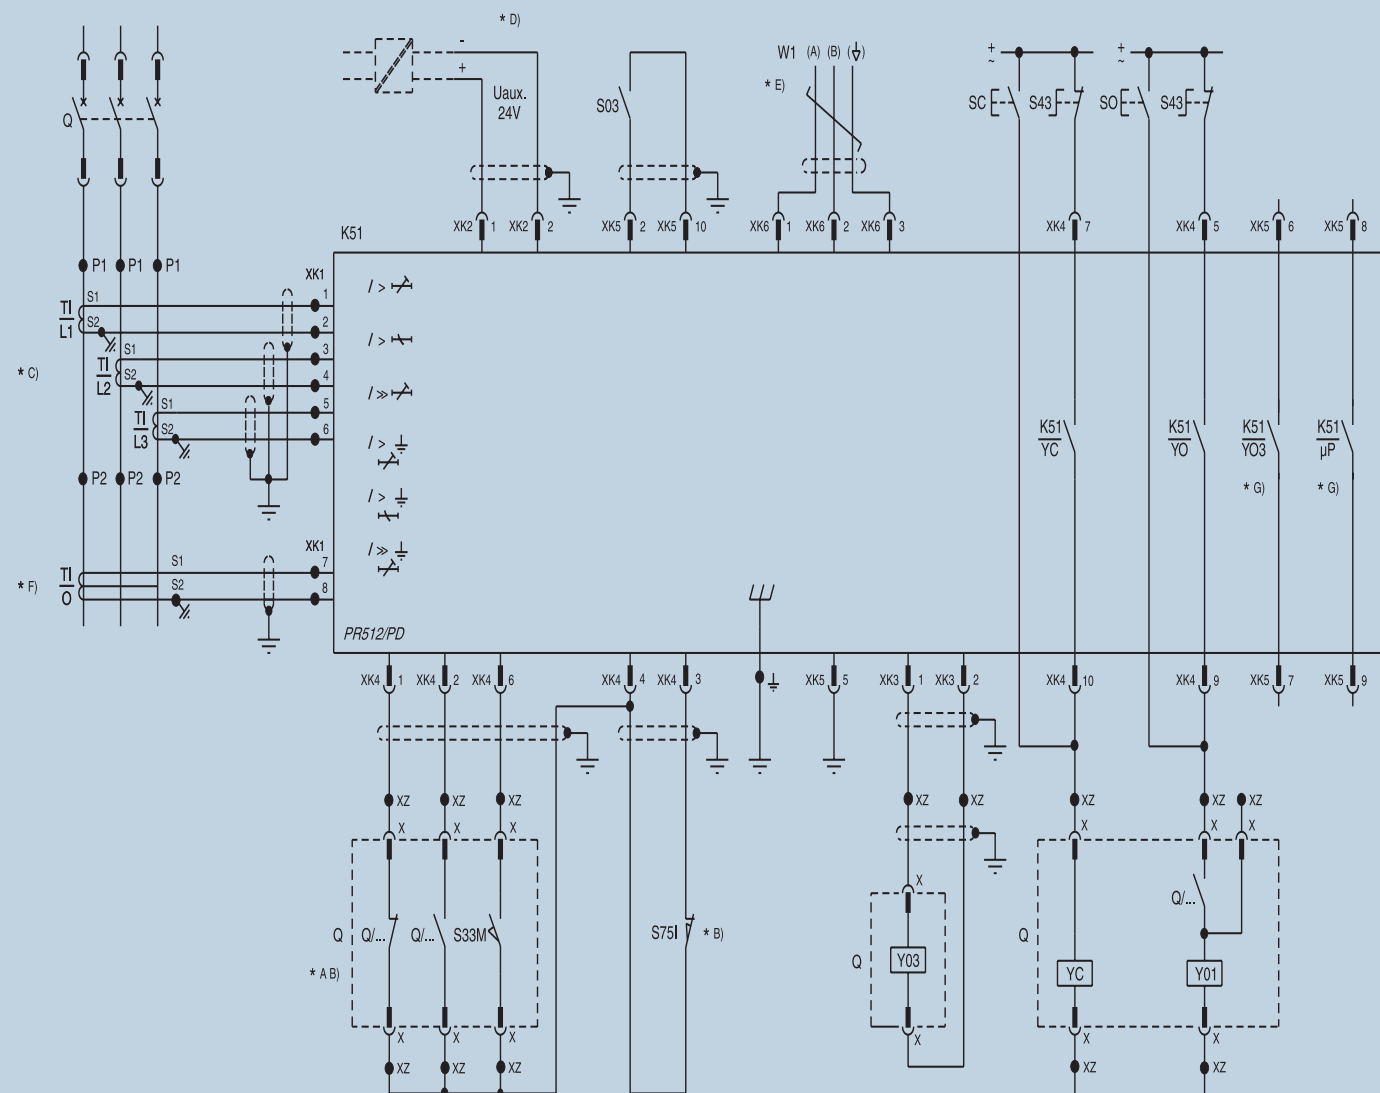 * D)
-
+
Uaux.
24V
S03
W1 (A) (B) (
* E)
+
~
SC
S43
+
~
SO
S43
Q
XK2 1
XK2 2
XK5 2
XK5 10
XK6 1
XK6 2
XK6 3
XK4 7
XK4 5
XK5 6
XK5 8
K51
P1 P1 P1
XK1
TI
L1
S1
S2
1
2
* C)
TI
L2
S1
S2
3
4
TI
L3
S1
S2
5
6
P2 P2 P2
I >
I >
I >>
I >
I >
I >>
K51
YC
K51
YO
K51
YO3
* G)
K51
µP
* G)
XK1
* F)
TI
O
S1
S2
7
8
PR512/PD
XK4 1
XK4 2
XK4 6
XK4 4
XK4 3
XK5 5
XK3 1
XK3 2
XK4 10
XK4 9
XK5 7
XK5 9
XZ XZ XZ XZ XZ XZ XZ XZ
X X X X X X
X
Q Q/... Q/... S33M
* A B)
S75I * B)
Q Y03
Q YC
Q/...
Y01
X X X X X X
XZ XZ XZ XZ XZ